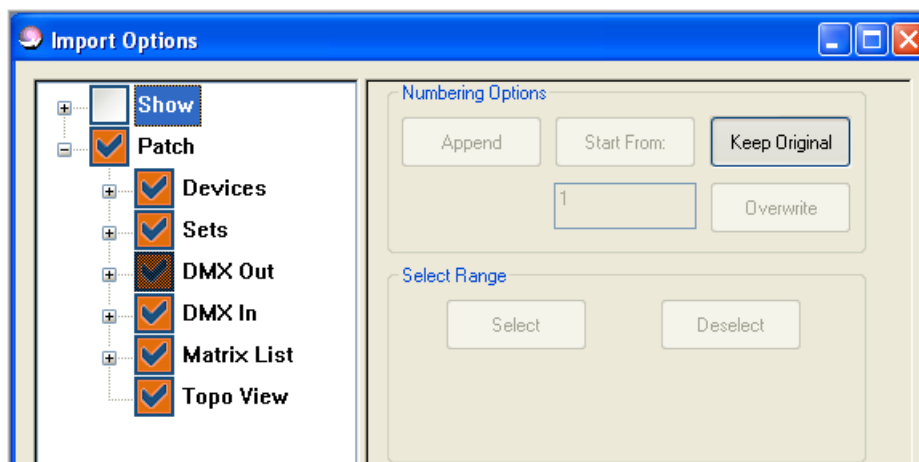 Import Options
Show
Patch
Devices
Sets
DMX Out
DMX In
Matrix List
Topo View
Numbering Options
Append Start From: Keep Original
1 Overwrite
Select Range
Select Deselect